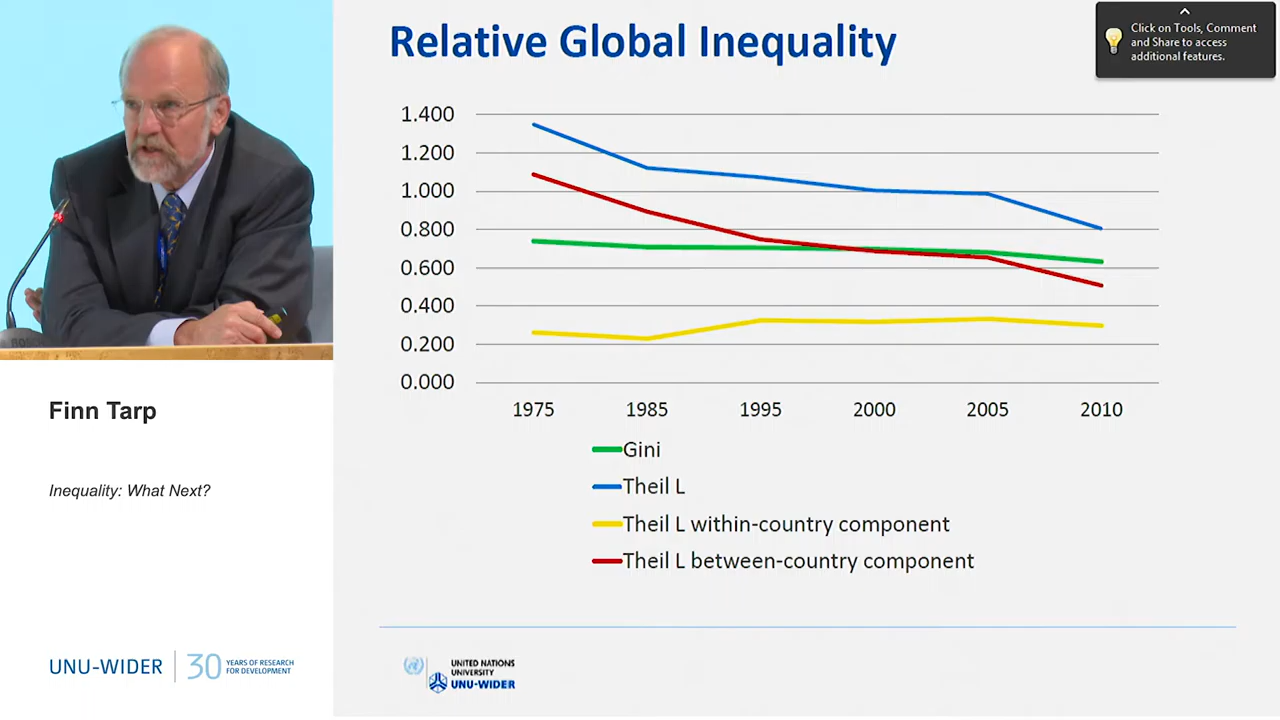 Relative Global Inequality
Click on Tools, Comment
and Share to access
additional features.
1.400
1.200
1.000
0.800
0.600
0.400
0.200
0.000
1975 1985 1995 2000 2005 2010
Gini
Theil L
Theil L within-country component
Theil L between-country component
Finn Tarp
Inequality: What Next?
UNU-WIDER
30
YEARS OF RESEARCH
FOR DEVELOPMENT
UNITED NATIONS
UNIVERSITY
UNU-WIDER